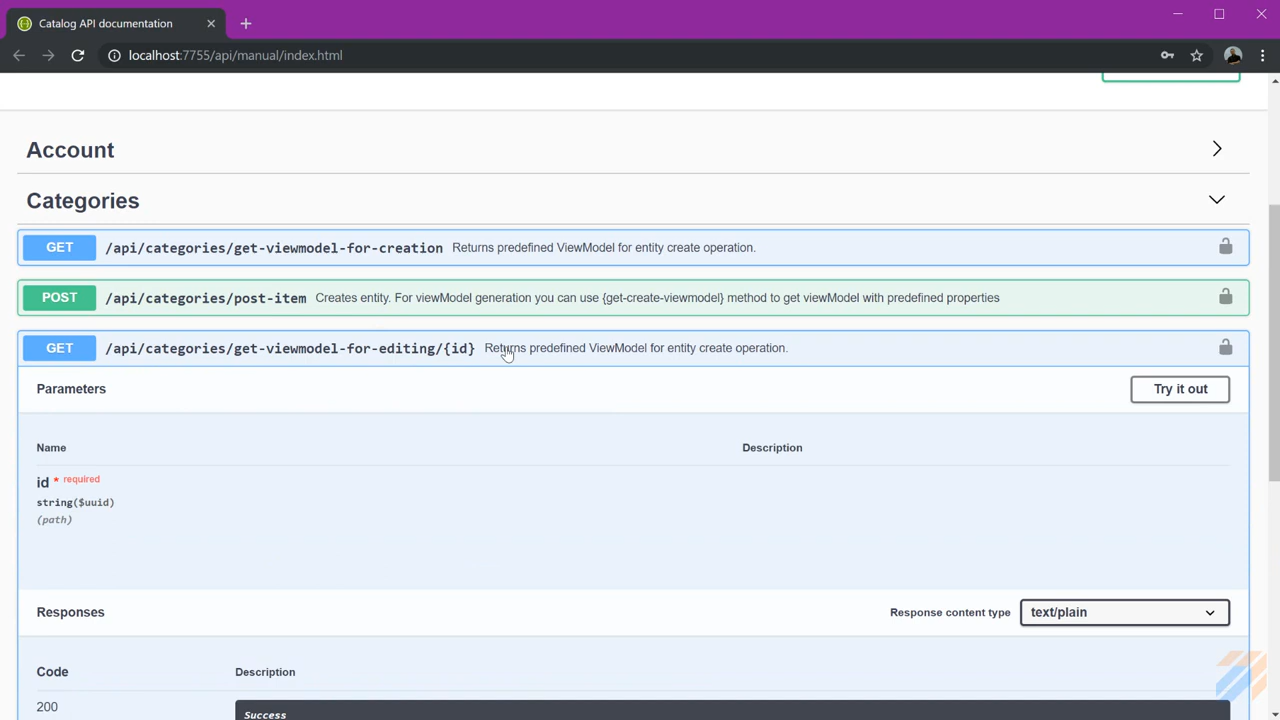 Catalog API documentation
localhost:7755/api/manual/index.html
Account
Categories
GET /api/categories/get-viewmodel-for-creation Returns predefined ViewModel for entity create operation.
POST /api/categories/post-item Creates entity. For viewModel generation you can use {get-create-viewmodel} method to get viewModel with predefined properties
GET /api/categories/get-viewmodel-for-editing/{id} Returns predefined ViewModel for entity create operation.
Parameters Try it out
Name Description
id * required
string($uuid)
(path)
Responses Response content type text/plain
Code Description
200
Success